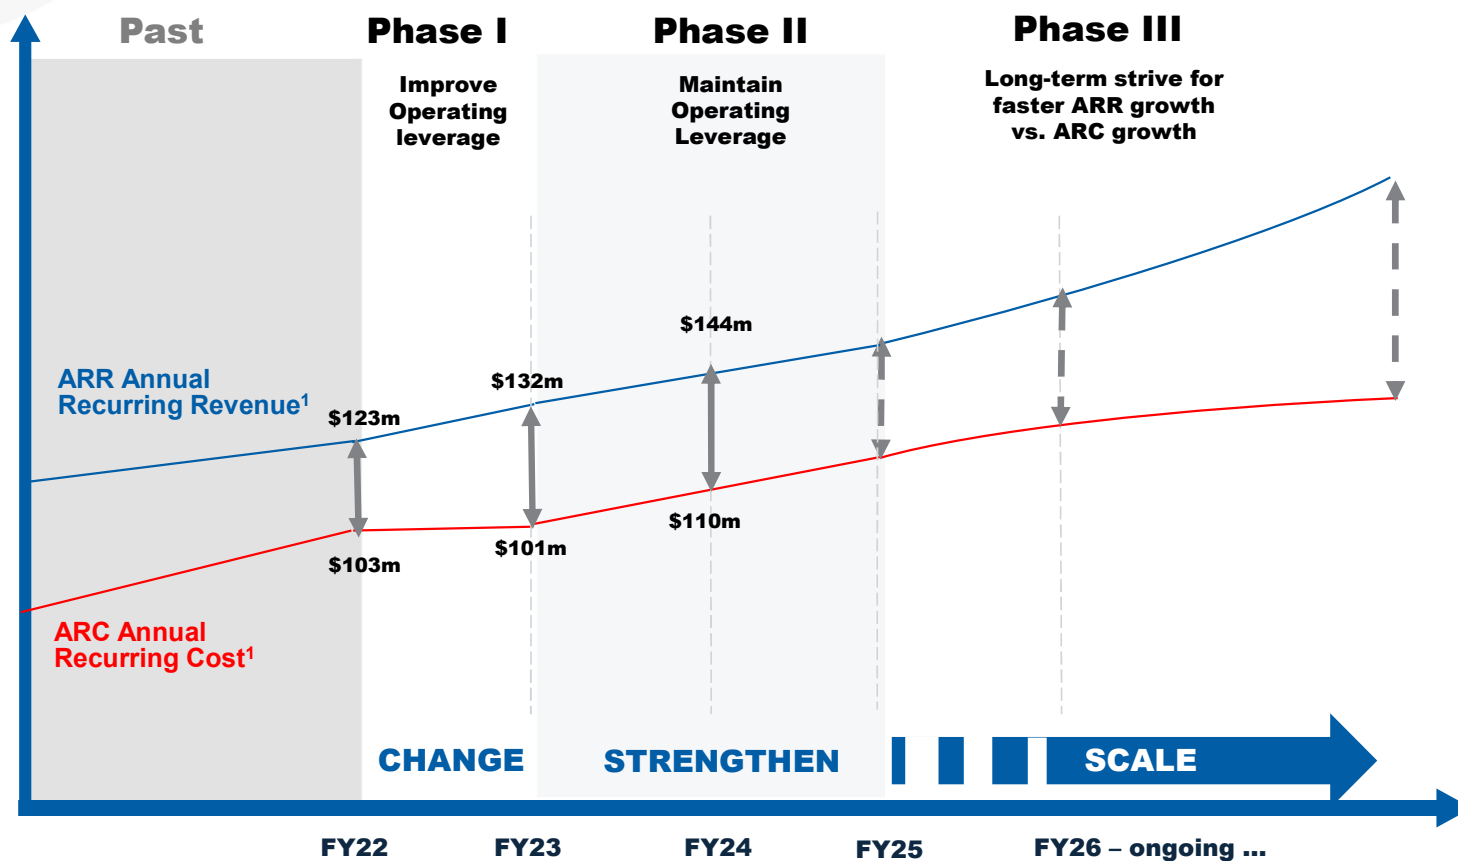 Past
Phase I
Phase II
Phase III
Improve
Operating
leverage
Maintain
Operating
Leverage
Long-term strive for
faster ARR growth
vs. ARC growth
ARR Annual
Recurring Revenue¹
$123m
$132m
$144m
$103m
$101m
$110m
ARC Annual
Recurring Cost¹
CHANGE
STRENGTHEN
SCALE
FY22
FY23
FY24
FY25
FY26 – ongoing ...